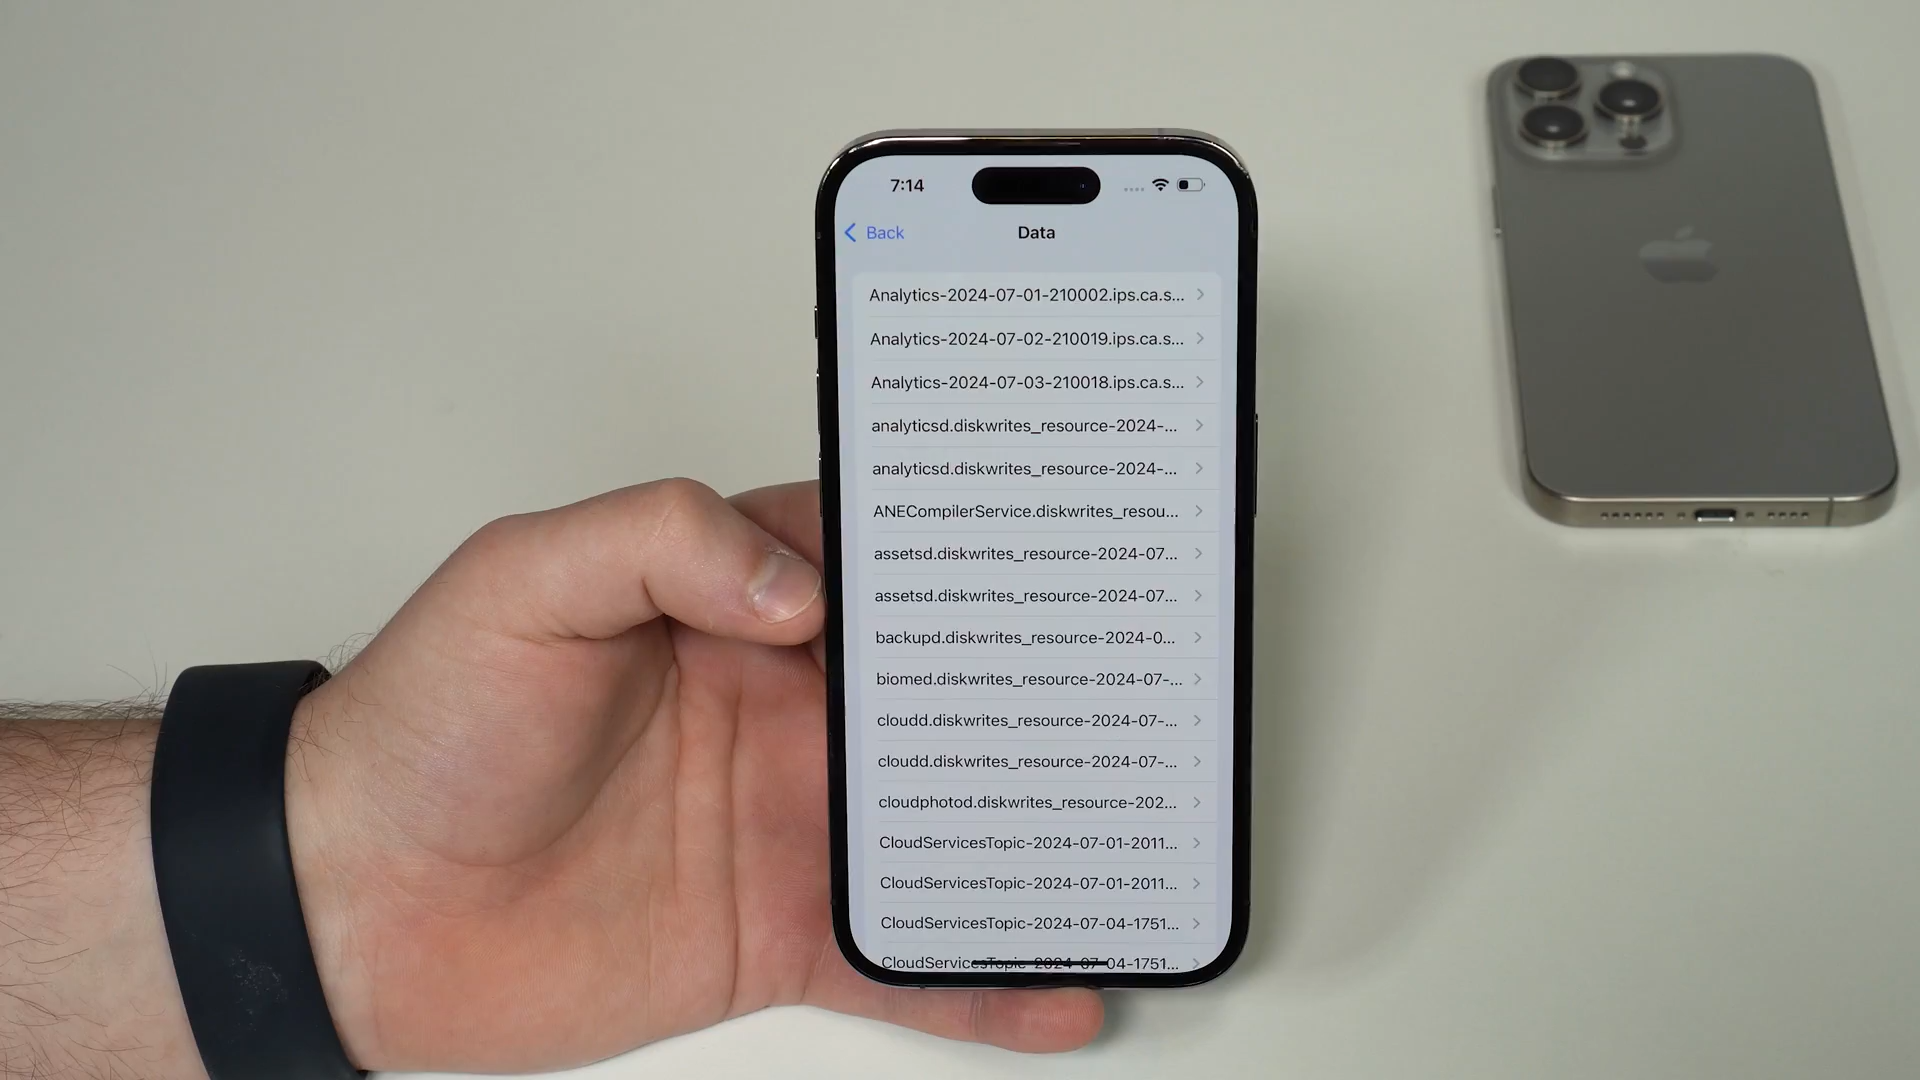 7:14
Back
Data
Analytics-2024-07-01-210002.ips.ca.s...
Analytics-2024-07-02-210019.ips.ca.s...
Analytics-2024-07-03-210018.ips.ca.s...
analyticsd.diskwrites_resource-2024-...
analyticsd.diskwrites_resource-2024-...
ANECompilerService.diskwrites_resou...
assetsd.diskwrites_resource-2024-07...
assetsd.diskwrites_resource-2024-07...
backupd.diskwrites_resource-2024-0...
biomed.diskwrites_resource-2024-07-...
cloudd.diskwrites_resource-2024-07-...
cloudd.diskwrites_resource-2024-07-...
cloudphotod.diskwrites_resource-202...
CloudServicesTopic-2024-07-01-2011...
CloudServicesTopic-2024-07-01-2011...
CloudServicesTopic-2024-07-04-1751...
CloudServicesTopic-2024-07-04-1751...